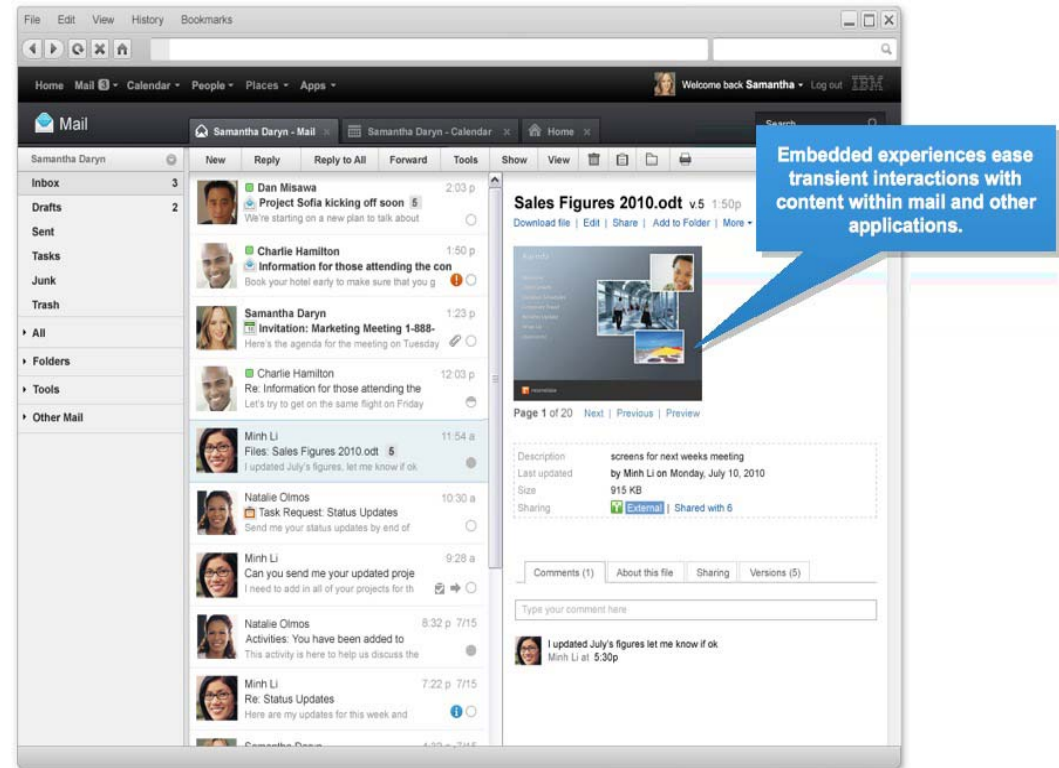 File Edit View History Bookmarks
Home Mail 3 Calendar People Places Apps
Welcome back Samantha Log out IBM
Mail
Samantha Daryn - Mail Samantha Daryn - Calendar Home
Search
Embedded experiences ease
transient interactions with
content within mail and other
applications.
Samantha Daryn
Inbox 3
Drafts 2
Sent
Tasks
Junk
Trash
All
Folders
Tools
Other Mail
New Reply Reply to All Forward Tools Show View
Dan Misawa 2:03 p
Project Sofia kicking off soon 5
We're starting on a new plan to talk about
Charlie Hamilton 1:50 p
Information for those attending the con
Book your hotel early to make sure that you g
Samantha Daryn 1:23 p
Invitation: Marketing Meeting 1-888-
Here's the agenda for the meeting on Tuesday
Charlie Hamilton 12:03 p
Re: Information for those attending the
Let's try to get on the same flight on Friday
Minh Li 11:54 a
Files: Sales Figures 2010.odt 5
I updated July's figures, let me know if ok
Natalie Olmos 10:30 a
Task Request: Status Updates
Send me your status updates by end of
Minh Li 9:28 a
Can you send me your updated proje
I need to add in all of your projects for th
Natalie Olmos 8:32 p 7/15
Activities: You have been added to
This activity is here to help us discuss the
Minh Li 7:22 p 7/15
Re: Status Updates
Here are my updates for this week and
Sales Figures 2010.odt v.5 1:50p
Download file | Edit | Share | Add to Folder | More
Page 1 of 20 Next | Previous | Preview
Description screens for next weeks meeting
Last updated by Minh Li on Monday, July 10, 2010
Size 915 KB
Sharing External | Shared with 6
Comments (1) About this file Sharing Versions (5)
Type your comment here
I updated July's figures let me know if ok
Minh Li at 5:30p